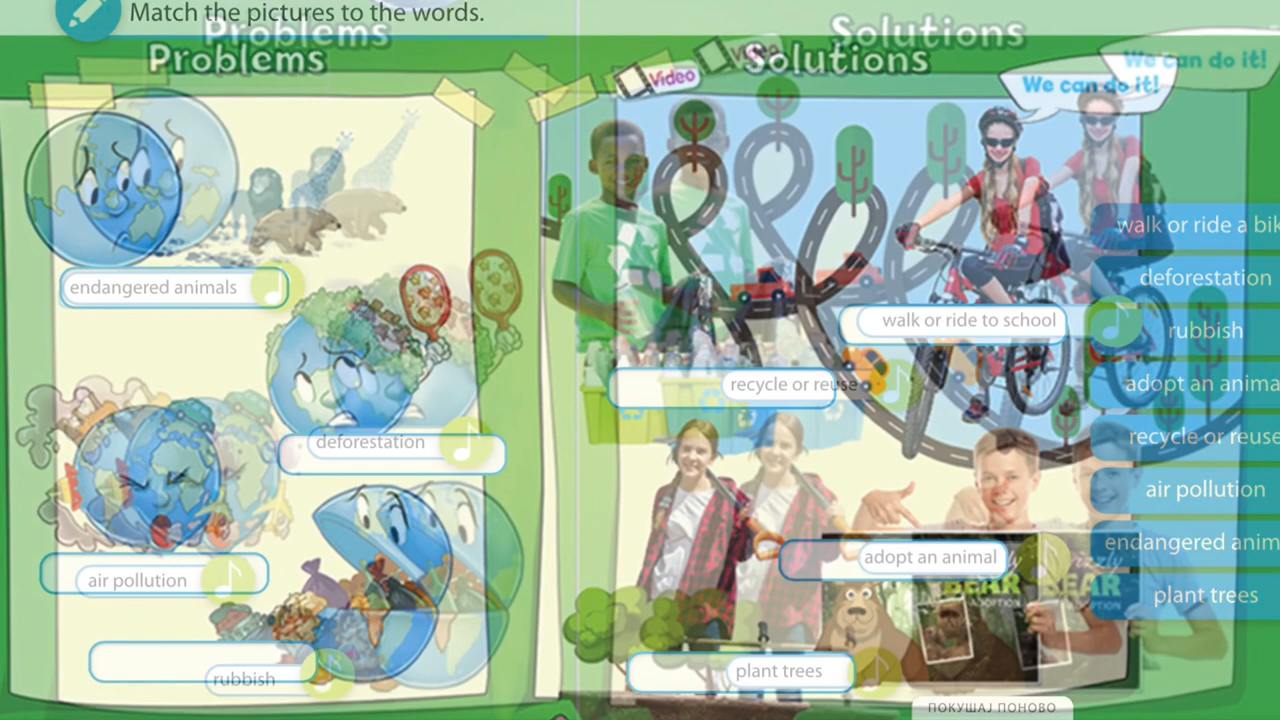 Match the pictures to the words.
Problems
Problems
Solutions
Solutions
Video
Video
We can do it!
We can do it!
endangered animals
deforestation
air pollution
rubbish
walk or ride to school
recycle or reuse
adopt an animal
plant trees
BEAR
BEAR
walk or ride a bik
deforestation
rubbish
adopt an anima
recycle or reuse
air pollution
endangered anim
plant trees
ПОКУШАЈ ПОНОВО